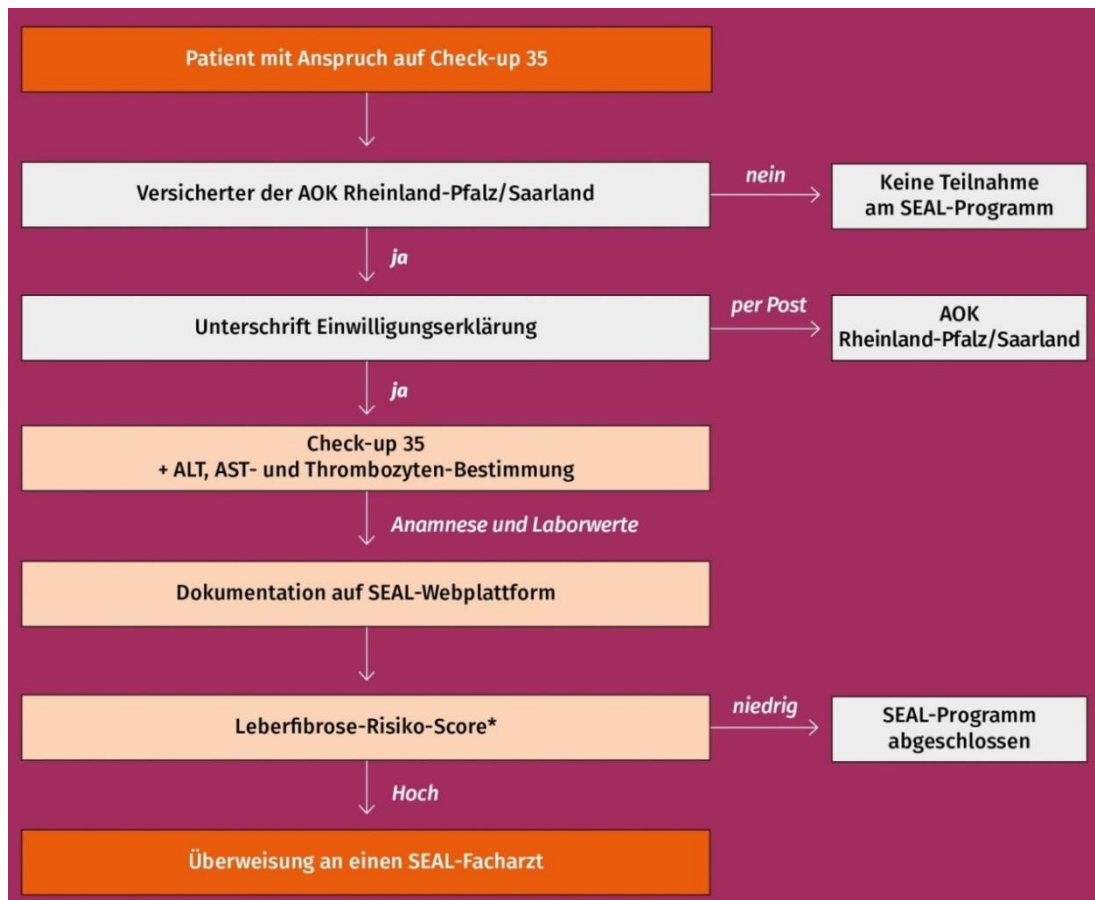 Patient mit Anspruch auf Check-up 35
Versicherter der AOK Rheinland-Pfalz/Saarland
nein
Keine Teilnahme
am SEAL-Programm
ja
Unterschrift Einwilligungserklärung
per Post
AOK
Rheinland-Pfalz/Saarland
ja
Check-up 35
+ ALT, AST- und Thrombozyten-Bestimmung
Anamnese und Laborwerte
Dokumentation auf SEAL-Webplattform
Leberfibrose-Risiko-Score*
niedrig
SEAL-Programm
abgeschlossen
Hoch
Überweisung an einen SEAL-Facharzt